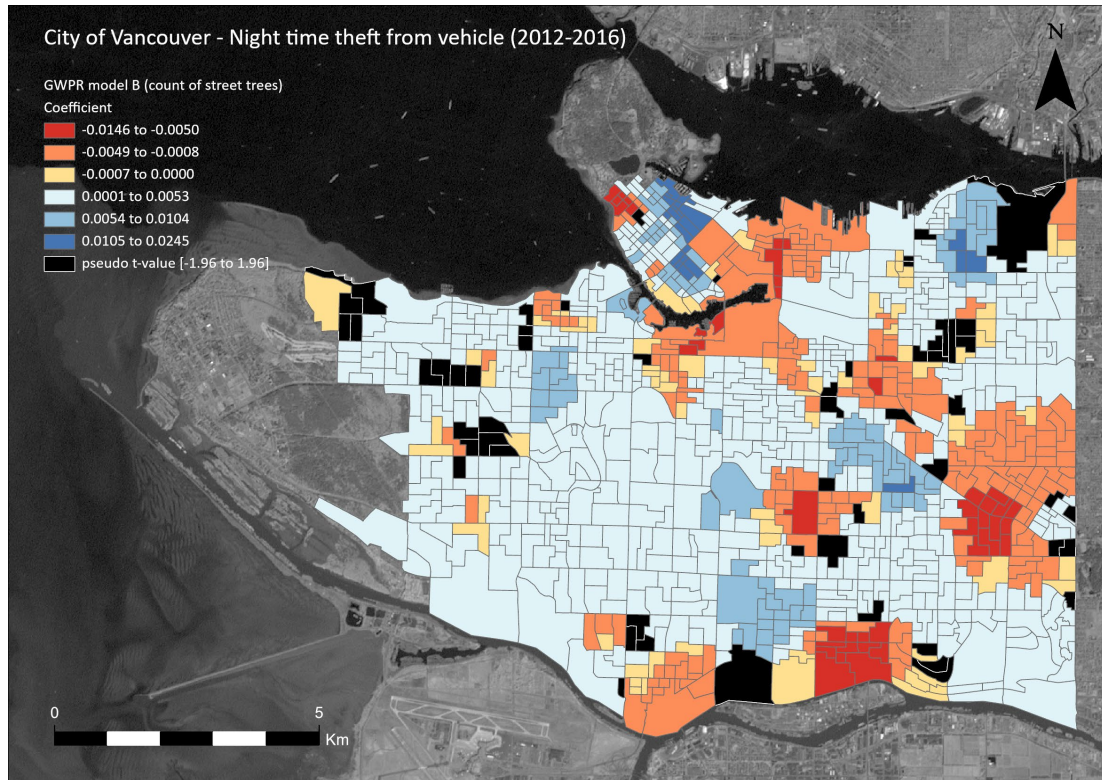 City of Vancouver - Night time theft from vehicle (2012-2016)
N
GWPR model B (count of street trees)
Coefficient
-0.0146 to -0.0050
-0.0049 to -0.0008
-0.0007 to 0.0000
0.0001 to 0.0053
0.0054 to 0.0104
0.0105 to 0.0245
pseudo t-value [-1.96 to 1.96]
0 5
Km